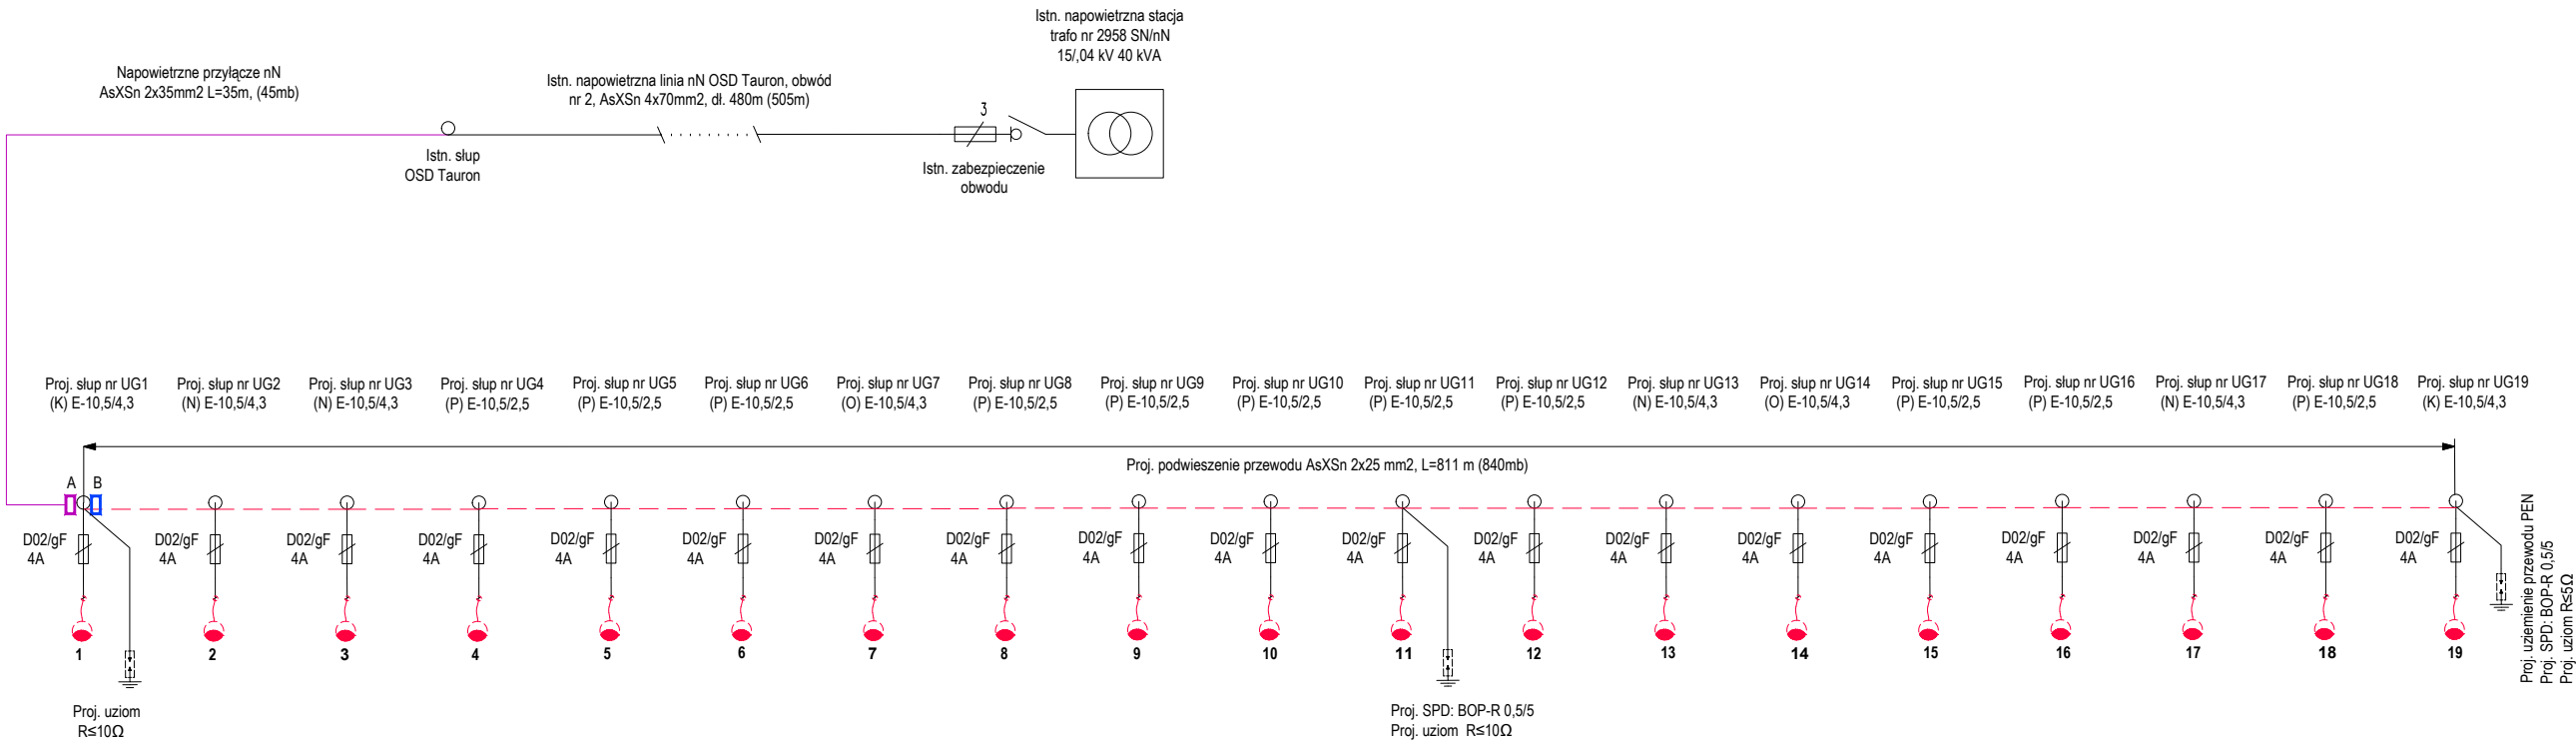 Istn. napowietrzna stacja
trafo nr 2958 SN/nN
15/,04 kV 40 kVA
Napowietrzne przyłącze nN
AsXSn 2x35mm2 L=35m, (45mb)
Istn. napowietrzna linia nN OSD Tauron, obwód
nr 2, AsXSn 4x70mm2, dł. 480m (505m)
3
Istn. słup
OSD Tauron
Istn. zabezpieczenie
obwodu
Proj. słup nr UG1
(K) E-10,5/4,3
Proj. słup nr UG2
(N) E-10,5/4,3
Proj. słup nr UG3
(N) E-10,5/4,3
Proj. słup nr UG4
(P) E-10,5/2,5
Proj. słup nr UG5
(P) E-10,5/2,5
Proj. słup nr UG6
(P) E-10,5/2,5
Proj. słup nr UG7
(O) E-10,5/4,3
Proj. słup nr UG8
(P) E-10,5/2,5
Proj. słup nr UG9
(P) E-10,5/2,5
Proj. słup nr UG10
(P) E-10,5/2,5
Proj. słup nr UG11
(P) E-10,5/2,5
Proj. słup nr UG12
(P) E-10,5/2,5
Proj. słup nr UG13
(N) E-10,5/4,3
Proj. słup nr UG14
(O) E-10,5/4,3
Proj. słup nr UG15
(P) E-10,5/2,5
Proj. słup nr UG16
(P) E-10,5/2,5
Proj. słup nr UG17
(N) E-10,5/4,3
Proj. słup nr UG18
(P) E-10,5/2,5
Proj. słup nr UG19
(K) E-10,5/4,3
Proj. podwieszenie przewodu AsXSn 2x25 mm2, L=811 m (840mb)
A
B
D02/gF
4A
D02/gF
4A
D02/gF
4A
D02/gF
4A
D02/gF
4A
D02/gF
4A
D02/gF
4A
D02/gF
4A
D02/gF
4A
D02/gF
4A
D02/gF
4A
D02/gF
4A
D02/gF
4A
D02/gF
4A
D02/gF
4A
D02/gF
4A
D02/gF
4A
D02/gF
4A
D02/gF
4A
1
2
3
4
5
6
7
8
9
10
11
12
13
14
15
16
17
18
19
Proj. uziom
R≤10Ω
Proj. SPD: BOP-R 0,5/5
Proj. uziom R≤10Ω
Proj. uziemienie przewodu PEN
Proj. SPD: BOP-R 0,5/5
Proj. uziom R≤5Ω